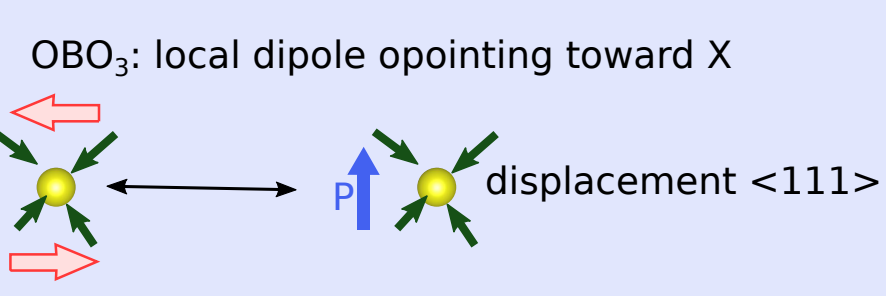 OBO₃: local dipole opointing toward X
P
displacement <111>